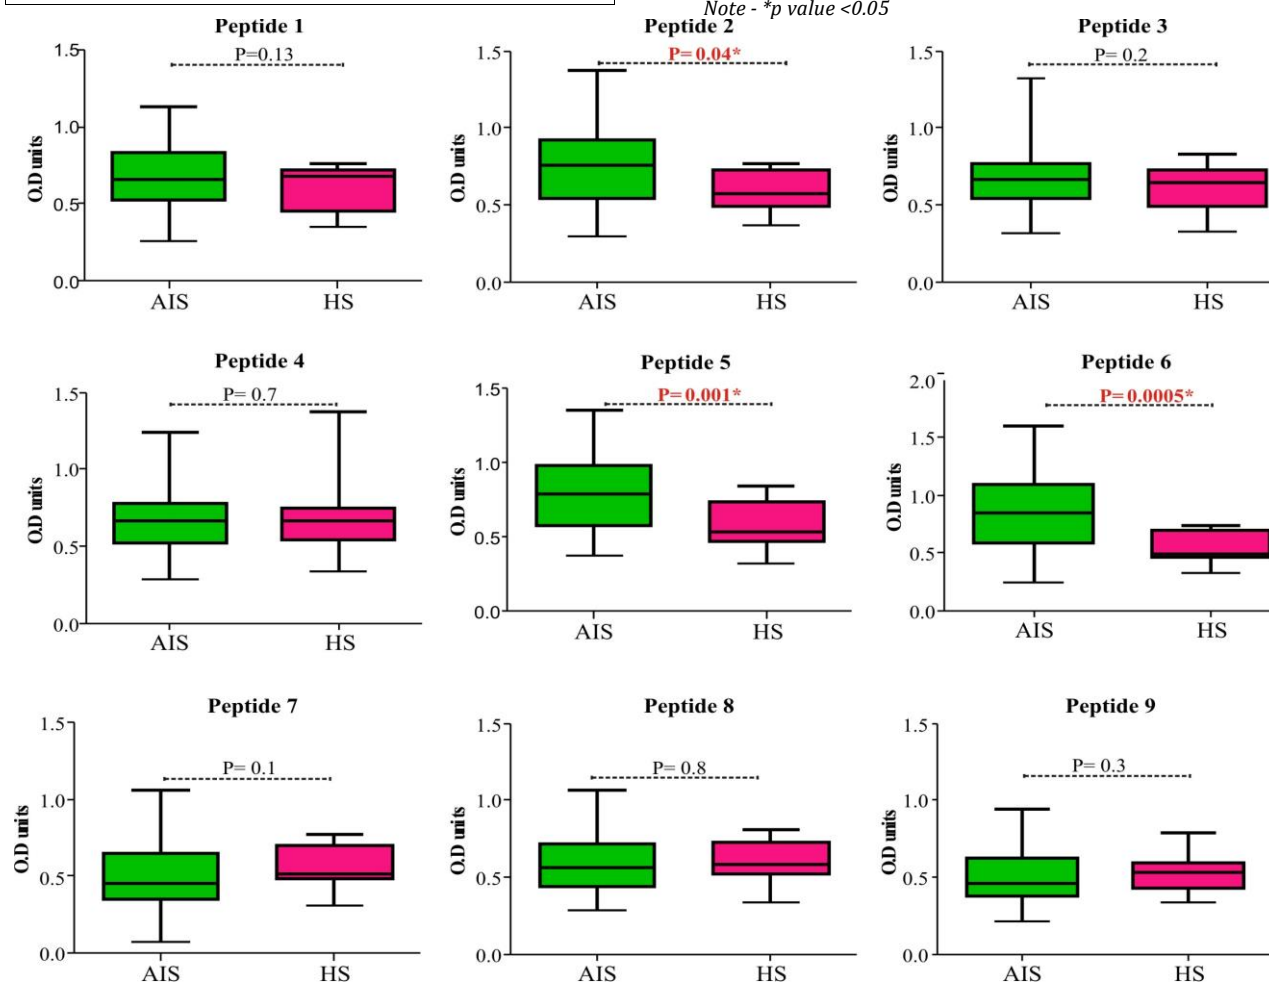 Note - *p value <0.05
Peptide 1
P=0.13
O.D units
1.5
1.0
0.5
0.0
AIS
HS
Peptide 2
P= 0.04*
O.D units
1.5
1.0
0.5
0.0
AIS
HS
Peptide 3
P= 0.2
O.D units
1.5
1.0
0.5
0.0
AIS
HS
Peptide 4
P= 0.7
O.D units
1.5
1.0
0.5
0.0
AIS
HS
Peptide 5
P= 0.001*
O.D units
1.5
1.0
0.5
0.0
AIS
HS
Peptide 6
P= 0.0005*
O.D units
2.0
1.5
1.0
0.5
0.0
AIS
HS
Peptide 7
P= 0.1
O.D units
1.5
1.0
0.5
0.0
AIS
HS
Peptide 8
P= 0.8
O.D units
1.5
1.0
0.5
0.0
AIS
HS
Peptide 9
P= 0.3
O.D units
1.5
1.0
0.5
0.0
AIS
HS